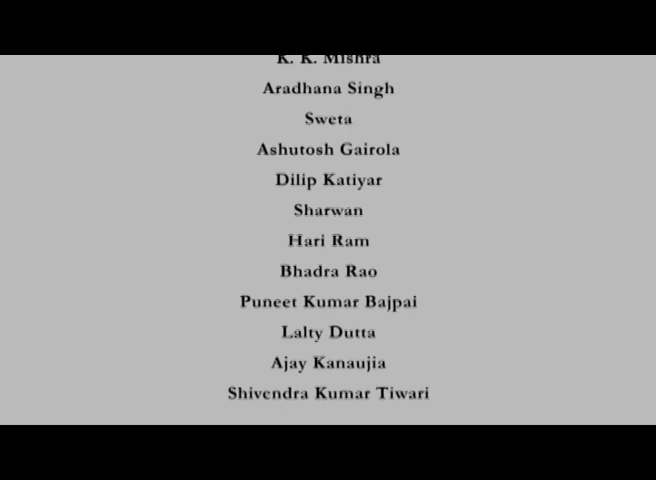 K. K. Mishra
Aradhana Singh
Sweta
Ashutosh Gairola
Dilip Katiyar
Sharwan
Hari Ram
Bhadra Rao
Puneet Kumar Bajpai
Lalty Dutta
Ajay Kanaujia
Shivendra Kumar Tiwari